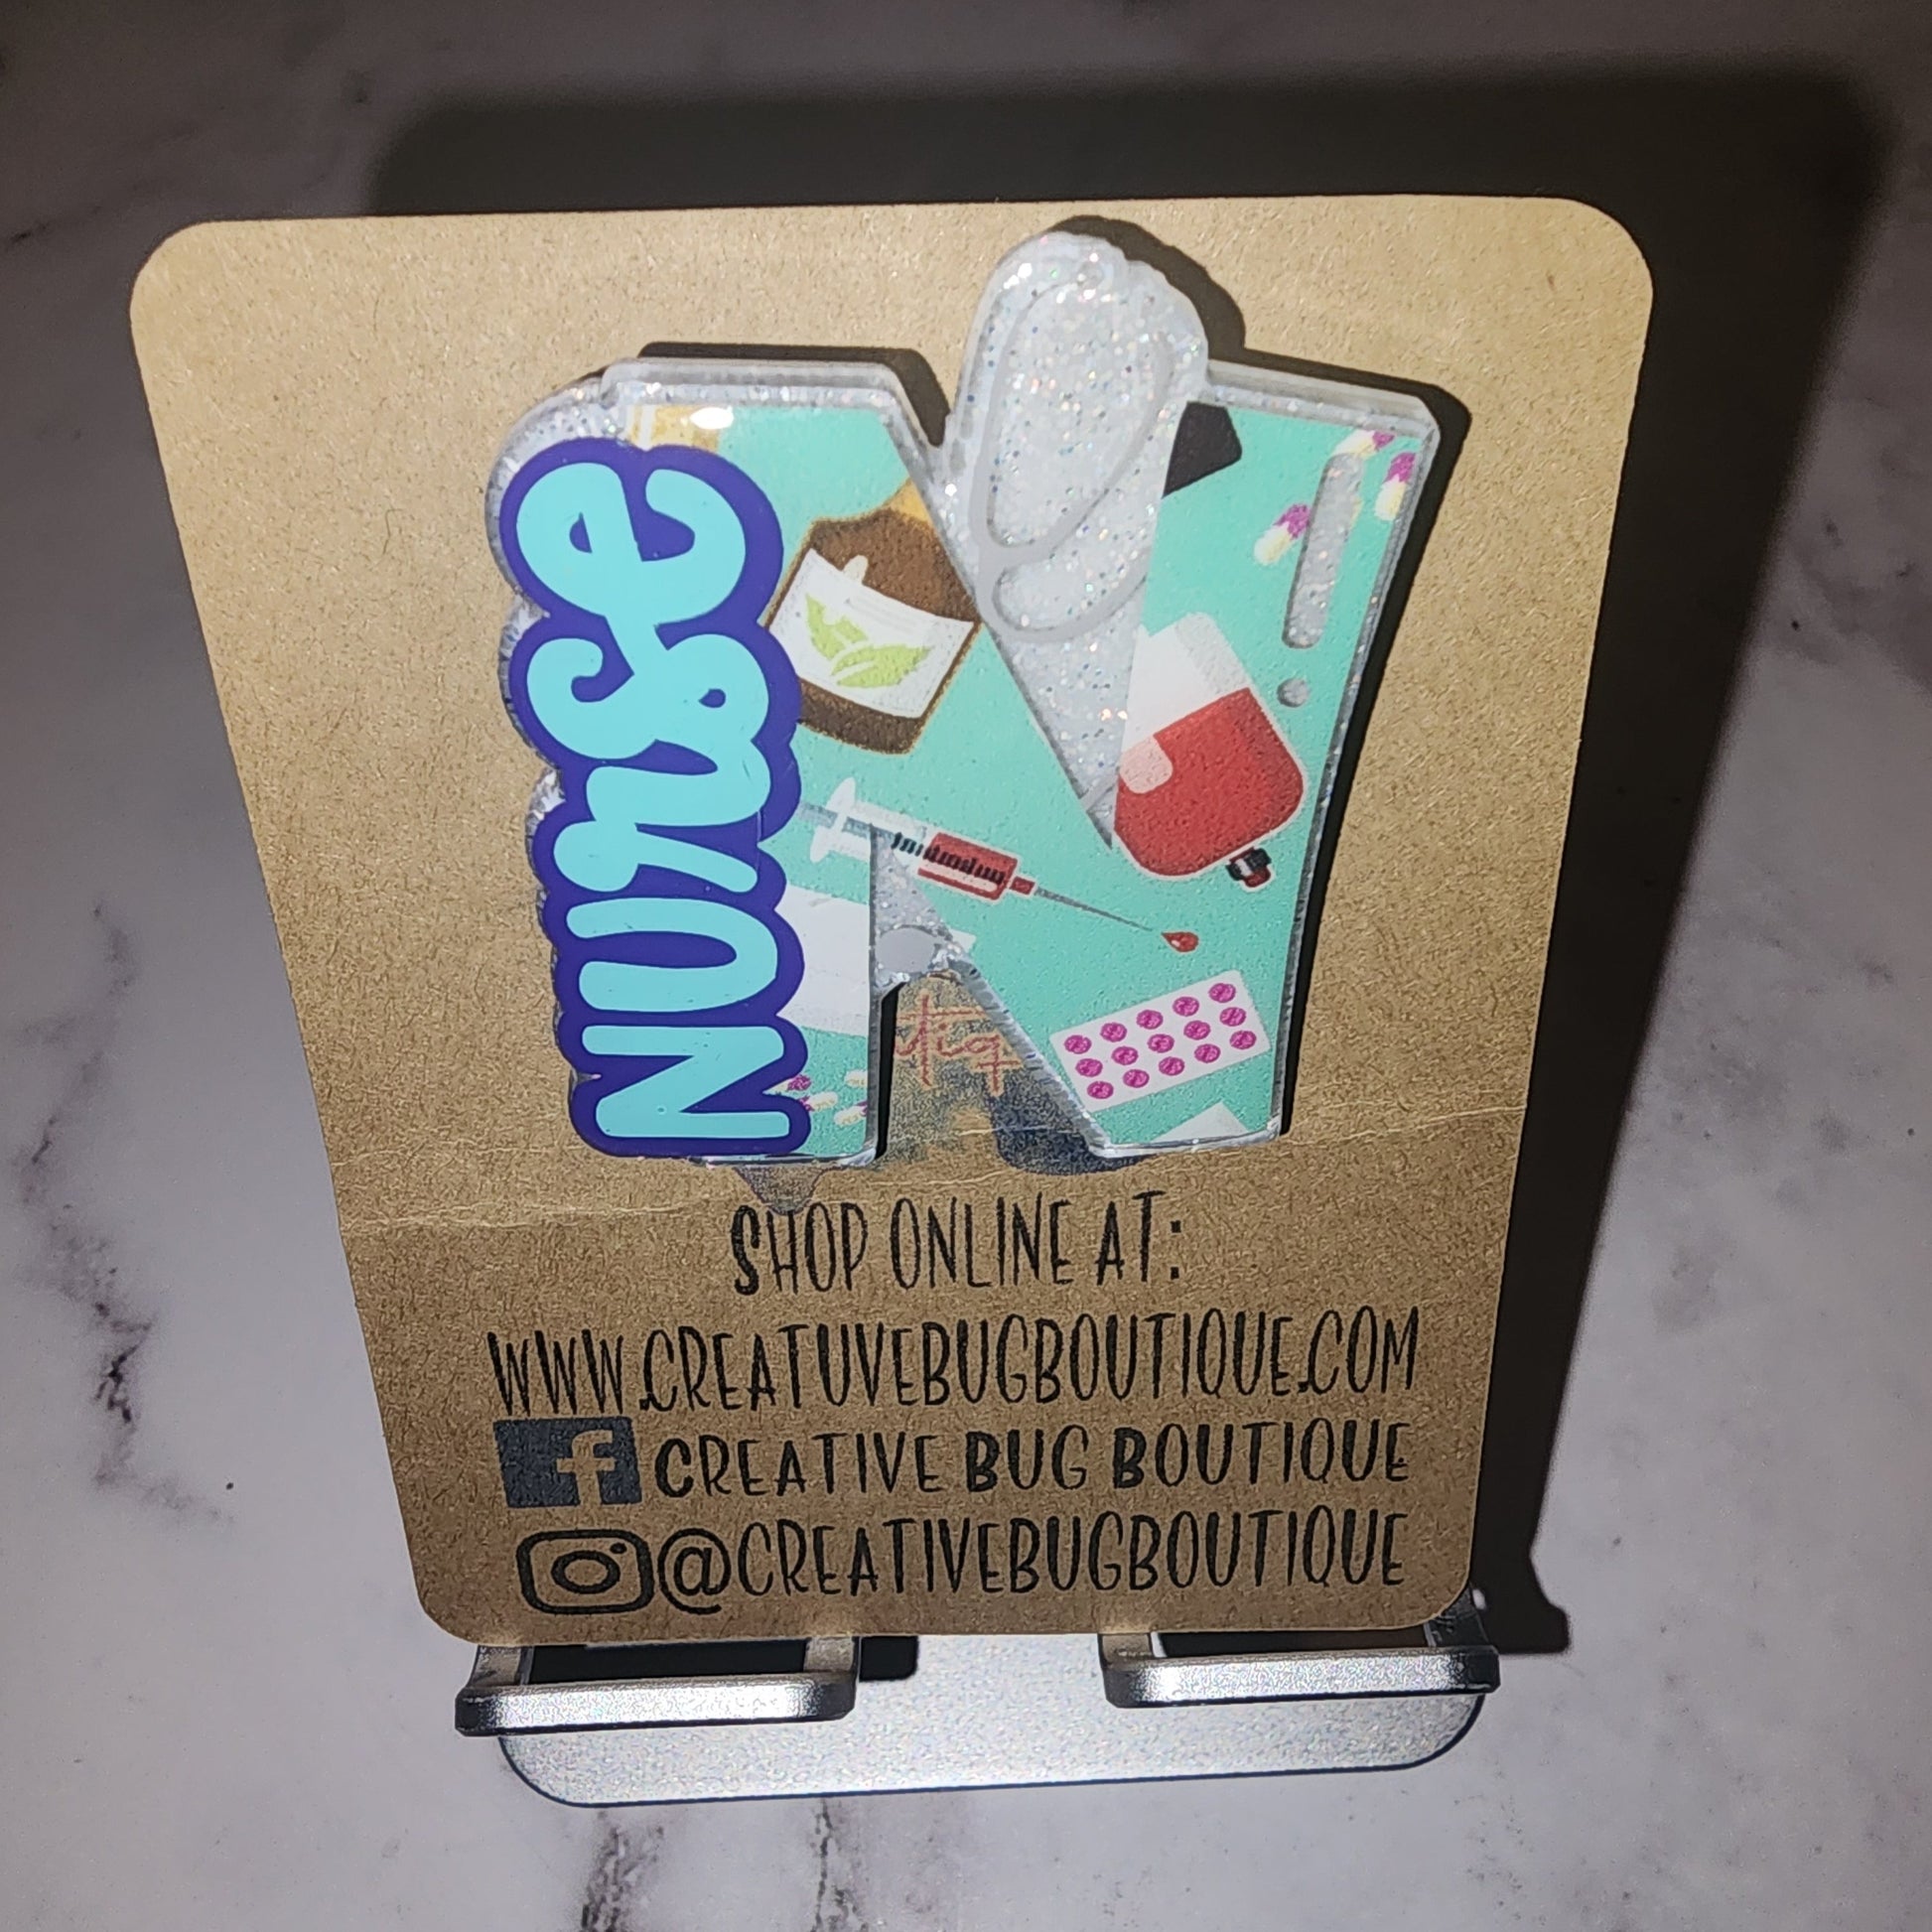 nurse
SHOP ONLINE AT:
WWW.CREATUVEBUGBOUTIQUE.COM
f CREATIVE BUG BOUTIQUE
@CREATIVEBUGBOUTIQUE